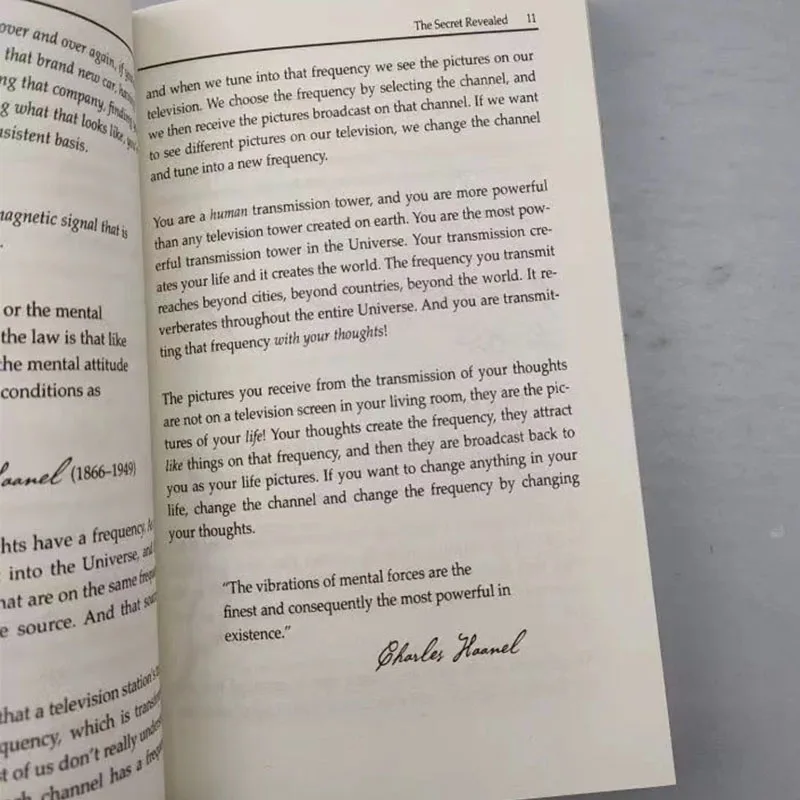 over and over again, if
that brand new car,
ng that company, finding
g what that looks like,
nsistent basis.
magnetic signal that is
or the mental
the law is that like
the mental attitude
conditions as
Haanel (1866–1949)
hts have a frequency.
into the Universe, and
hat are on the same
e source. And that
that a television station's
quency, which is
st of us don't really
channel has a
The Secret Revealed 11
and when we tune into that frequency we see the pictures on our
television. We choose the frequency by selecting the channel, and
we then receive the pictures broadcast on that channel. If we want
to see different pictures on our television, we change the channel
and tune into a new frequency.
You are a human transmission tower, and you are more powerful
than any television tower created on earth. You are the most pow-
erful transmission tower in the Universe. Your transmission cre-
ates your life and it creates the world. The frequency you transmit
reaches beyond cities, beyond countries, beyond the world. It re-
verberates throughout the entire Universe. And you are transmit-
ting that frequency with your thoughts!
The pictures you receive from the transmission of your thoughts
are not on a television screen in your living room, they are the pic-
tures of your life! Your thoughts create the frequency, they attract
like things on that frequency, and then they are broadcast back to
you as your life pictures. If you want to change anything in your
life, change the channel and change the frequency by changing
your thoughts.
"The vibrations of mental forces are the
finest and consequently the most powerful in
existence."
Charles Haanel